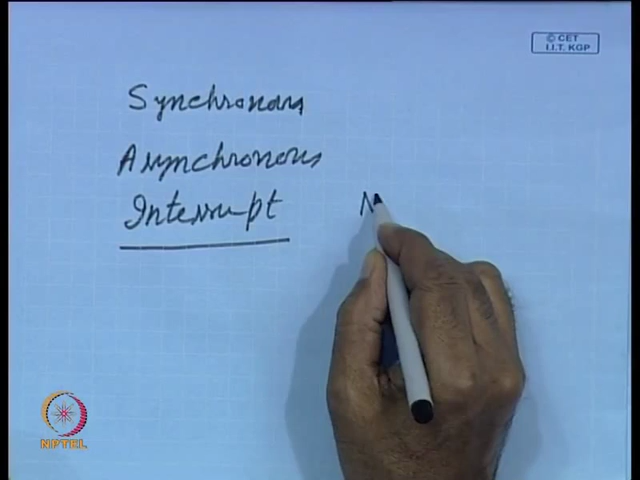 © CET
I.I.T. KGP
Synchronous
Asynchronous
Interrupt
NPTEL